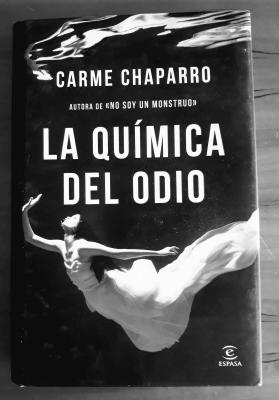 CARME CHAPARRO
AUTORA DE «NO SOY UN MONSTRUO»
LA QUÍMICA
DEL ODIO
e
ESPASA